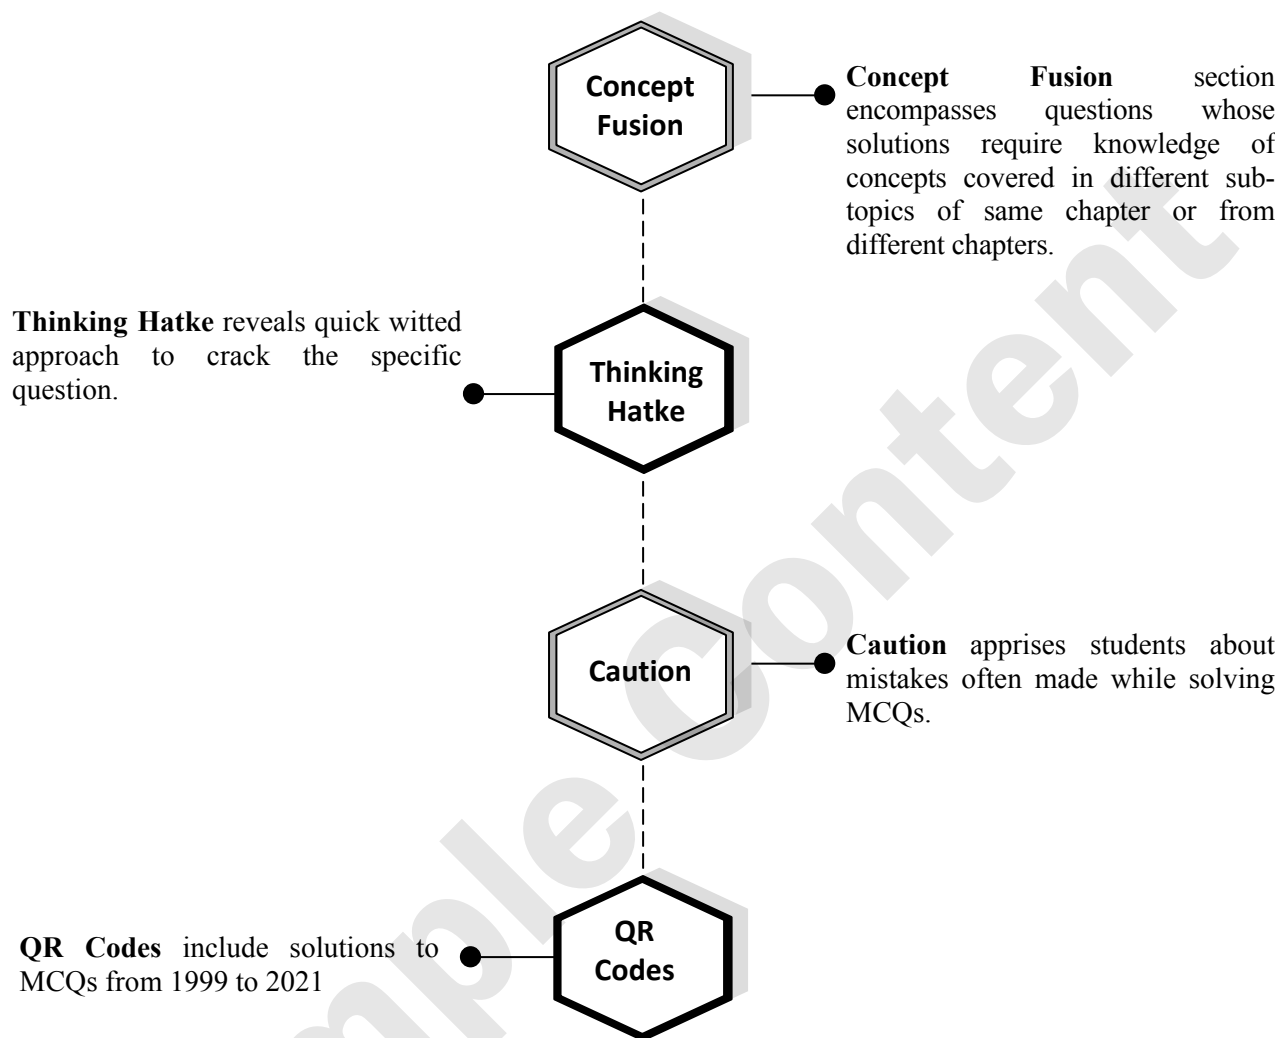 Concept
Fusion
Concept Fusion section
encompasses questions whose
solutions require knowledge of
concepts covered in different sub-
topics of same chapter or from
different chapters.
Thinking Hatke reveals quick witted
approach to crack the specific
question.
Thinking
Hatke
Caution
Caution apprises students about
mistakes often made while solving
MCQs.
QR Codes include solutions to
MCQs from 1999 to 2021
QR
Codes
mple content